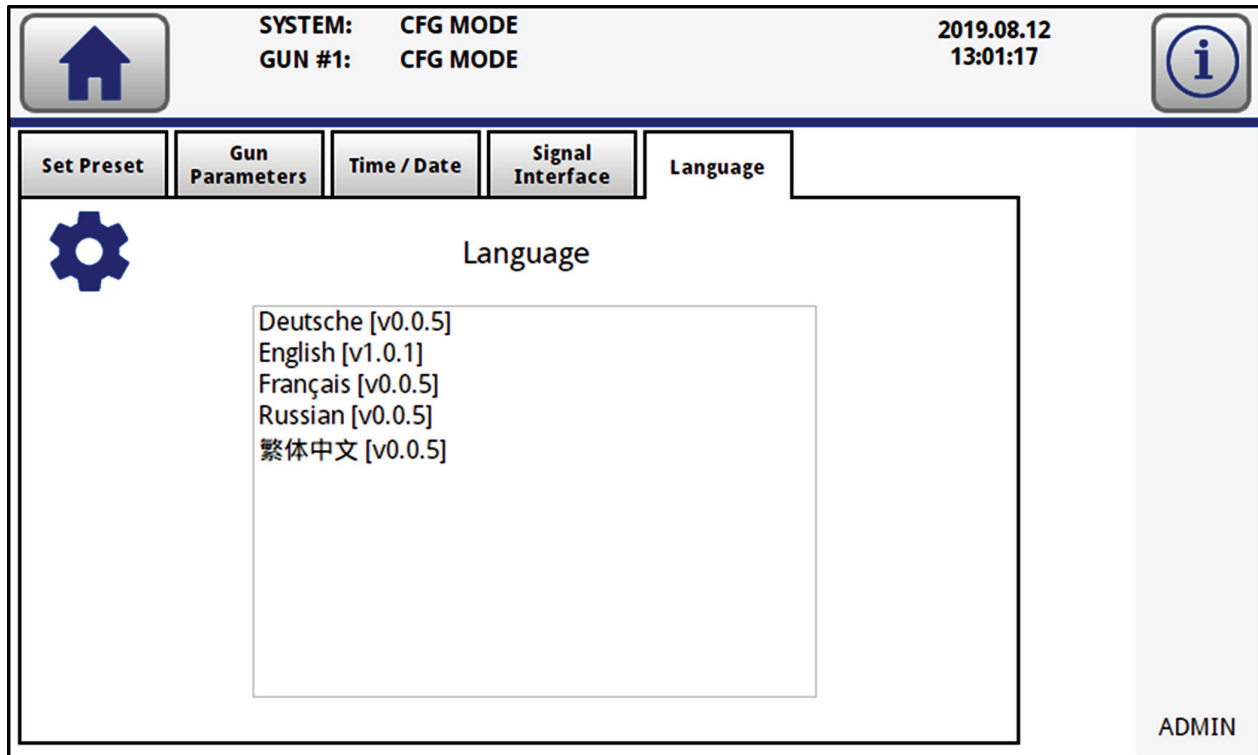 SYSTEM: CFG MODE
GUN #1: CFG MODE
2019.08.12
13:01:17
i
Set Preset
Gun
Parameters
Time / Date
Signal
Interface
Language
Language
Deutsche [v0.0.5]
English [v1.0.1]
Français [v0.0.5]
Russian [v0.0.5]
繁体中文 [v0.0.5]
ADMIN